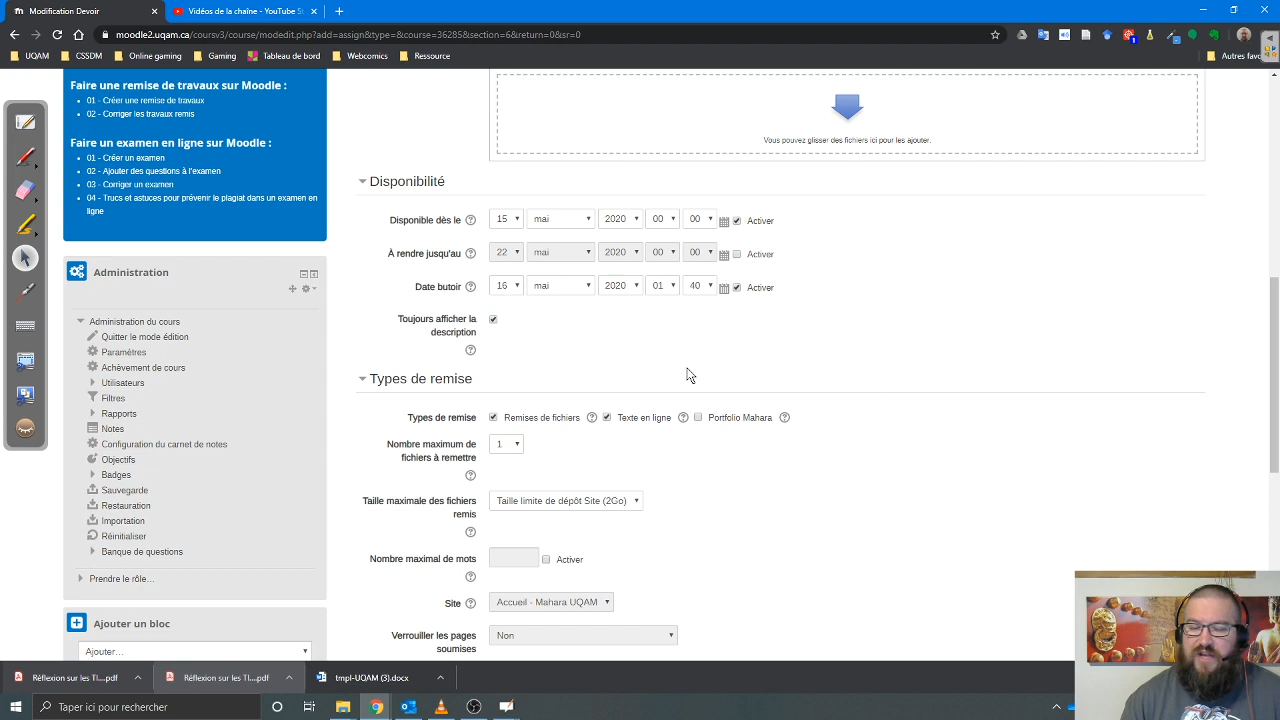 Modification Devoir
Vidéos de la chaîne - YouTube St
moodle2.uqam.ca/coursv3/course/modedit.php?add=assign&type=&course=36285&section=6&return=0&sr=0
UQAM
CSSDM
Online gaming
Gaming
Tableau de bord
Webcomics
Ressource
Autres favo
Faire une remise de travaux sur Moodle :
01 - Créer une remise de travaux
02 - Corriger les travaux remis
Faire un examen en ligne sur Moodle :
01 - Créer un examen
02 - Ajouter des questions à l'examen
03 - Corriger un examen
04 - Trucs et astuces pour prévenir le plagiat dans un examen en
ligne
Administration
Administration du cours
Quitter le mode édition
Paramètres
Achèvement de cours
Utilisateurs
Filtres
Rapports
Notes
Configuration du carnet de notes
Objectifs
Badges
Sauvegarde
Restauration
Importation
Réinitialiser
Banque de questions
Prendre le rôle...
Ajouter un bloc
Ajouter...
Vous pouvez glisser des fichiers ici pour les ajouter.
Disponibilité
Disponible dès le 15 mai 2020 00 00 Activer
À rendre jusqu'au 22 mai 2020 00 00 Activer
Date butoir 16 mai 2020 01 40 Activer
Toujours afficher la
description
Types de remise
Types de remise Remises de fichiers Texte en ligne Portfolio Mahara
Nombre maximum de
fichiers à remettre
1
Taille maximale des fichiers
remis
Taille limite de dépôt Site (2Go)
Nombre maximal de mots Activer
Site Accueil - Mahara UQAM
Verrouiller les pages
soumises
Non
Réflexion sur les TI....pdf
Réflexion sur les TI....pdf
tmpl-UQAM (3).docx
Taper ici pour rechercher